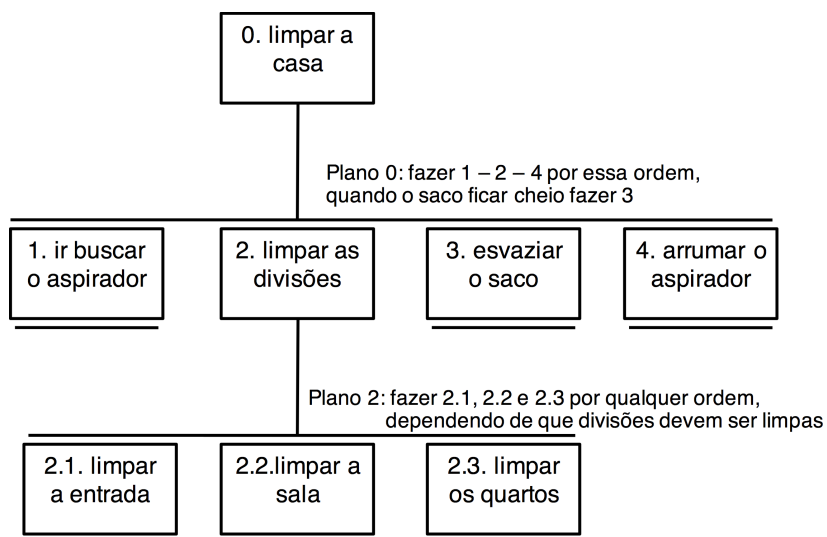 0. limpar a
casa
Plano 0: fazer 1 – 2 – 4 por essa ordem,
quando o saco ficar cheio fazer 3
1. ir buscar
o aspirador
2. limpar as
divisões
3. esvaziar
o saco
4. arrumar o
aspirador
Plano 2: fazer 2.1, 2.2 e 2.3 por qualquer ordem,
dependendo de que divisões devem ser limpas
2.1. limpar
a entrada
2.2.limpar a
sala
2.3. limpar
os quartos